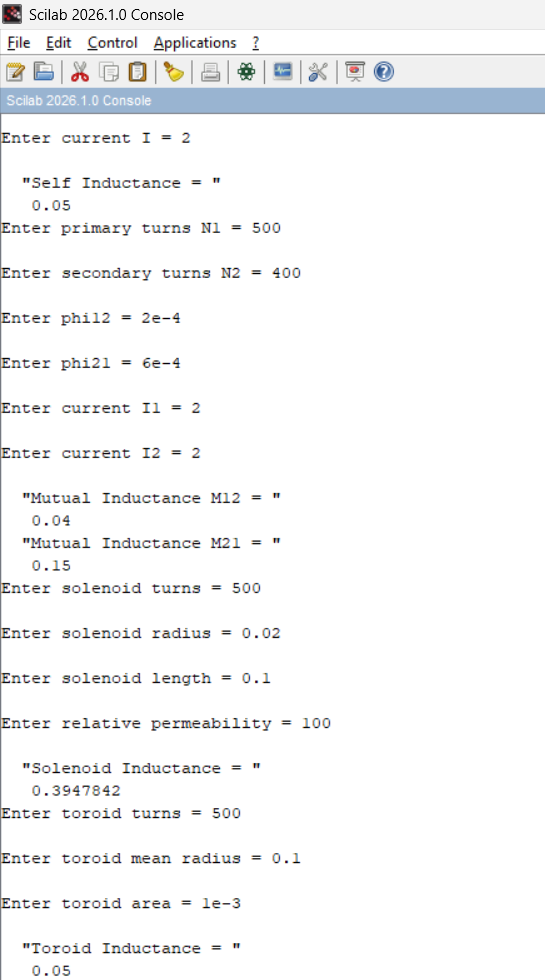 Scilab 2026.1.0 Console
File Edit Control Applications ?
Scilab 2026.1.0 Console
Enter current I = 2
"Self Inductance = "
0.05
Enter primary turns N1 = 500
Enter secondary turns N2 = 400
Enter phi12 = 2e-4
Enter phi21 = 6e-4
Enter current I1 = 2
Enter current I2 = 2
"Mutual Inductance M12 = "
0.04
"Mutual Inductance M21 = "
0.15
Enter solenoid turns = 500
Enter solenoid radius = 0.02
Enter solenoid length = 0.1
Enter relative permeability = 100
"Solenoid Inductance = "
0.3947842
Enter toroid turns = 500
Enter toroid mean radius = 0.1
Enter toroid area = 1e-3
"Toroid Inductance = "
0.05